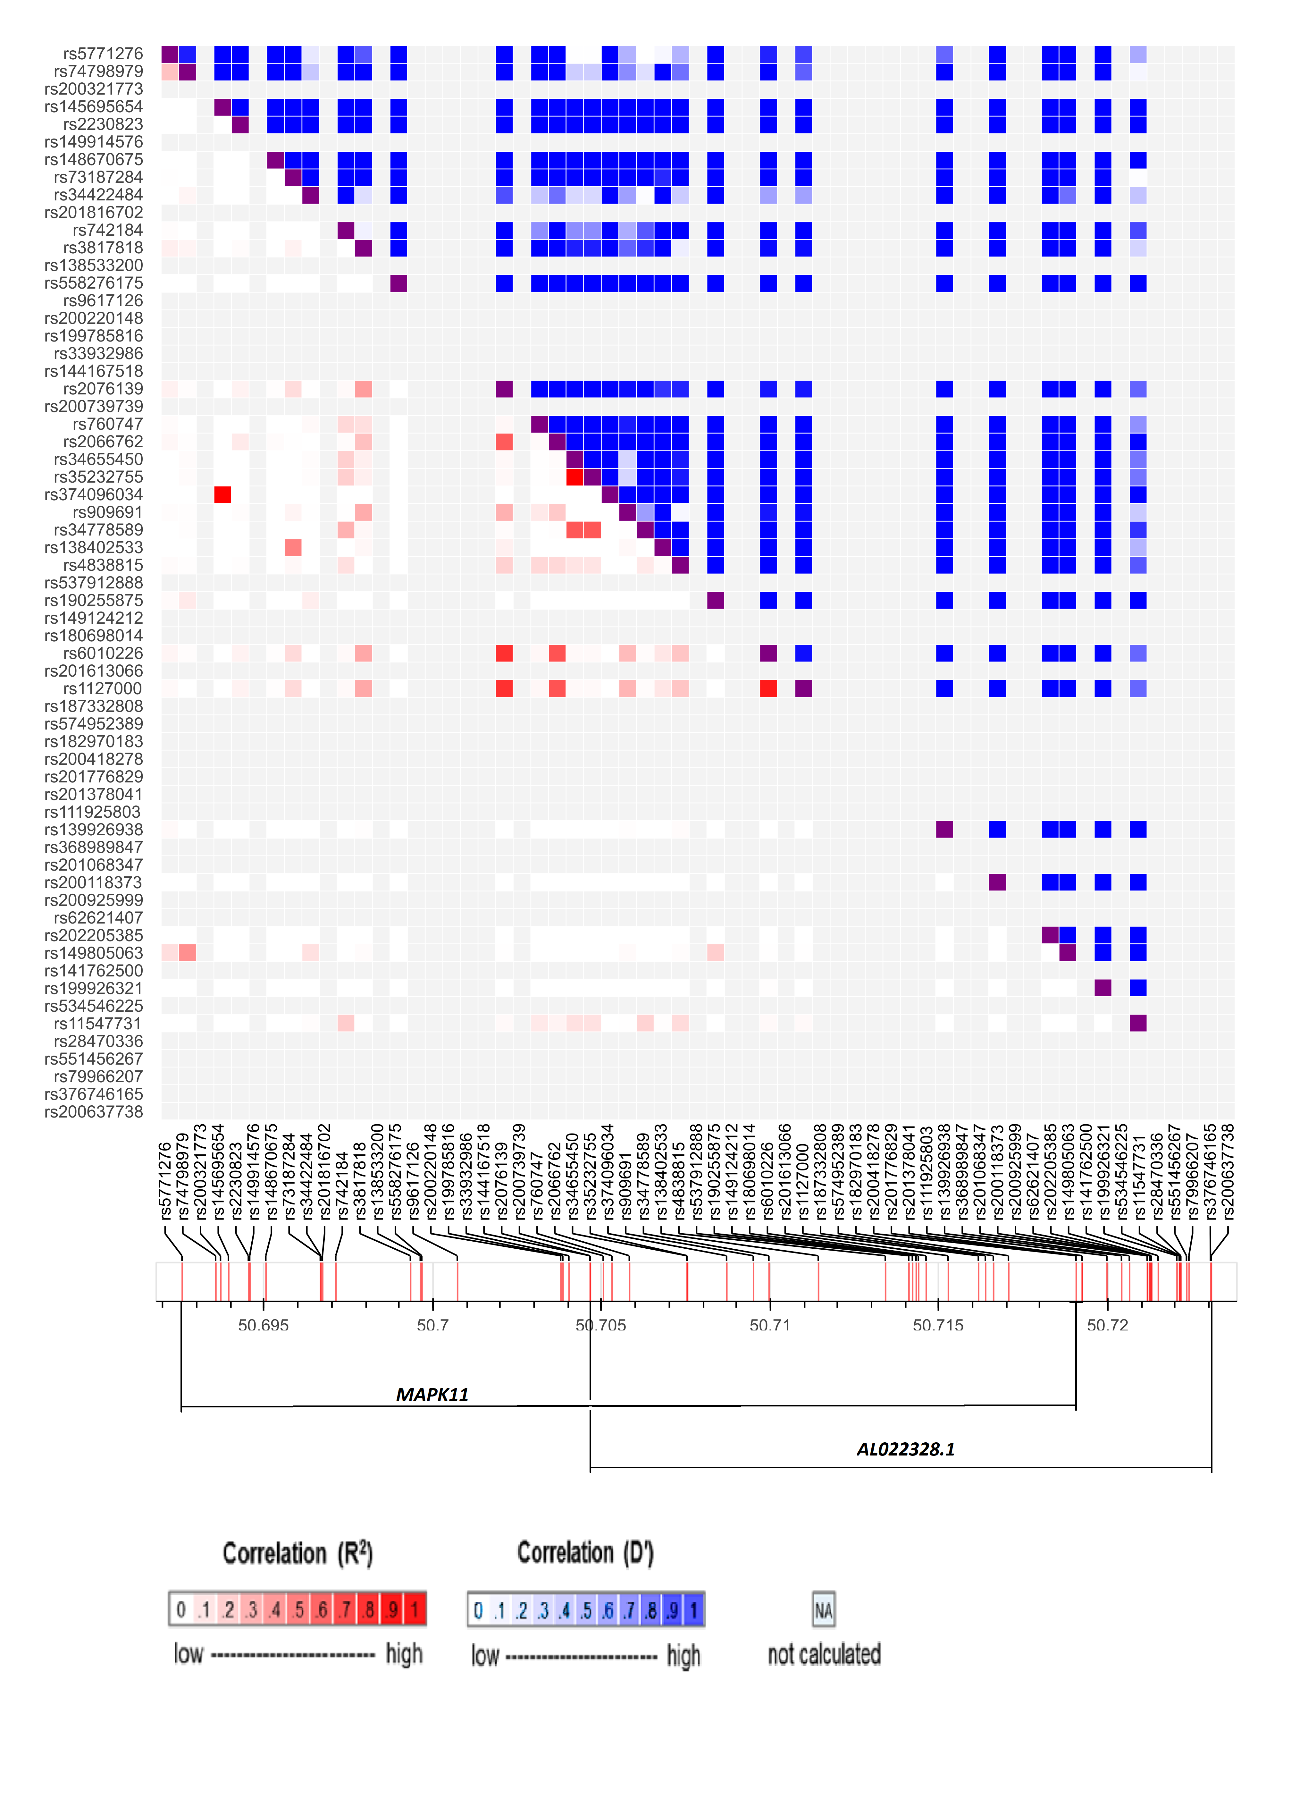 rs5771276
rs74798979
rs200321773
rs145695654
rs2230823
rs149914576
rs148670675
rs73187284
rs34422484
rs201816702
rs742184
rs3817818
rs138533200
rs558276175
rs9617126
rs200220148
rs199785816
rs33932986
rs144167518
rs2076139
rs200739739
rs760747
rs2066762
rs34655450
rs35232755
rs374096034
rs909691
rs34778589
rs138402533
rs4838815
rs537912888
rs190255875
rs149124212
rs180698014
rs6010226
rs201613066
rs1127000
rs187332808
rs574952389
rs182970183
rs200418278
rs201776829
rs201378041
rs111925803
rs139926938
rs368989847
rs201068347
rs200118373
rs200925999
rs62621407
rs202205385
rs149805063
rs141762500
rs199926321
rs534546225
rs11547731
rs28470336
rs551456267
rs79966207
rs376746165
rs200637738
rs5771276
rs74798979
rs200321773
rs145695654
rs2230823
rs149914576
rs148670675
rs73187284
rs34422484
rs201816702
rs742184
rs3817818
rs138533200
rs558276175
rs9617126
rs200220148
rs199785816
rs33932986
rs144167518
rs2076139
rs200739739
rs760747
rs2066762
rs34655450
rs35232755
rs374096034
rs909691
rs34778589
rs138402533
rs4838815
rs537912888
rs190255875
rs149124212
rs180698014
rs6010226
rs201613066
rs1127000
rs187332808
rs574952389
rs182970183
rs200418278
rs201776829
rs201378041
rs111925803
rs139926938
rs368989847
rs201068347
rs200118373
rs200925999
rs62621407
rs202205385
rs149805063
rs141762500
rs199926321
rs534546225
rs11547731
rs28470336
rs551456267
rs79966207
rs376746165
rs200637738
50.695 50.7 50.705 50.71 50.715 50.72
MAPK11
AL022328.1
Correlation (R²) Correlation (D')
0 .1 .2 .3 .4 .5 .6 .7 .8 .9 1 0 .1 .2 .3 .4 .5 .6 .7 .8 .9 1 NA
low -------------------------- high low ------------------------ high not calculated